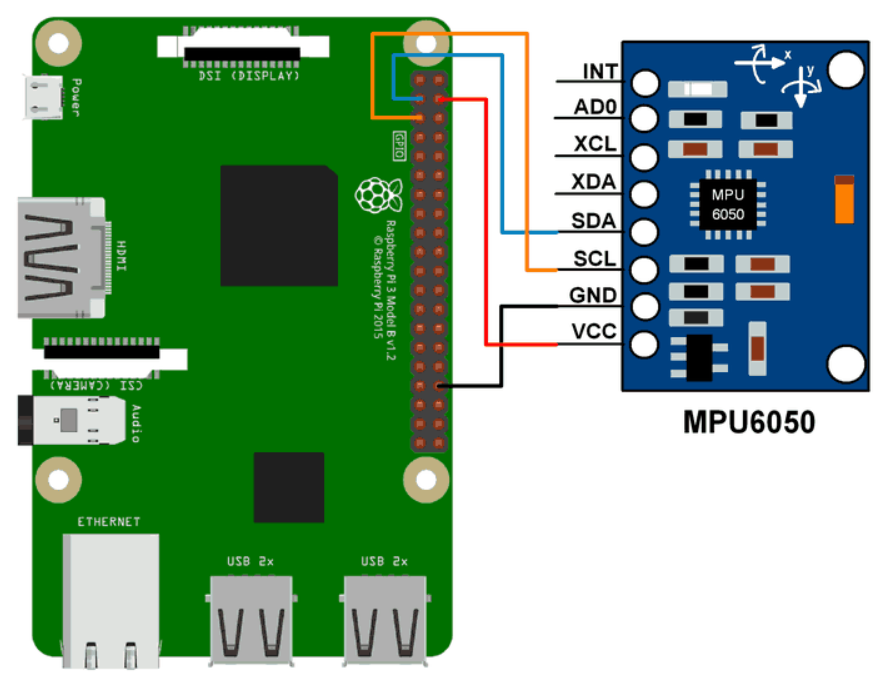 DSI (DISPLAY)
Power
HDMI
CSI (CAMERA)
Audio
ETHERNET
USB 2x
USB 2x
GPIO
Raspberry Pi 3 Model B v1.2
© Raspberry Pi 2015
INT
AD0
XCL
XDA
SDA
SCL
GND
VCC
x
y
MPU
6050
MPU6050